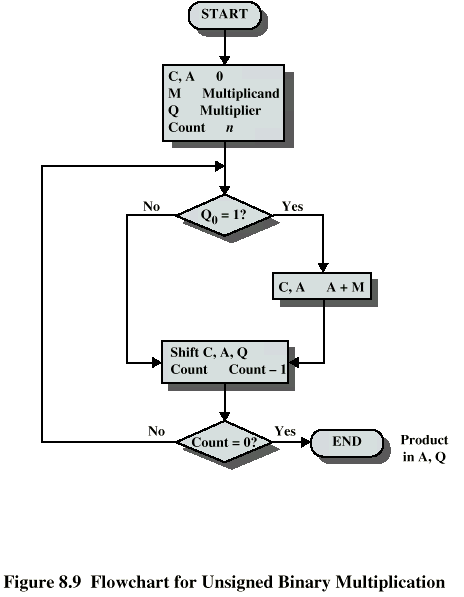 START
C, A 0
M Multiplicand
Q Multiplier
Count n
No
Q0 = 1?
Yes
C, A A + M
Shift C, A, Q
Count Count – 1
No
Count = 0?
Yes
END
Product
in A, Q
Figure 8.9 Flowchart for Unsigned Binary Multiplication